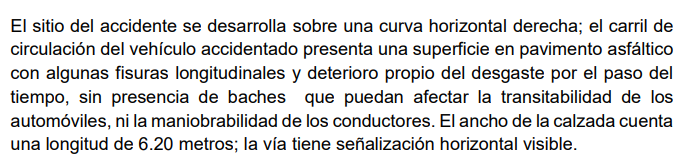 El sitio del accidente se desarrolla sobre una curva horizontal derecha; el carril de
circulación del vehículo accidentado presenta una superficie en pavimento asfáltico
con algunas fisuras longitudinales y deterioro propio del desgaste por el paso del
tiempo, sin presencia de baches  que puedan afectar la transitabilidad de los
automóviles, ni la maniobrabilidad de los conductores. El ancho de la calzada cuenta
una longitud de 6.20 metros; la vía tiene señalización horizontal visible.